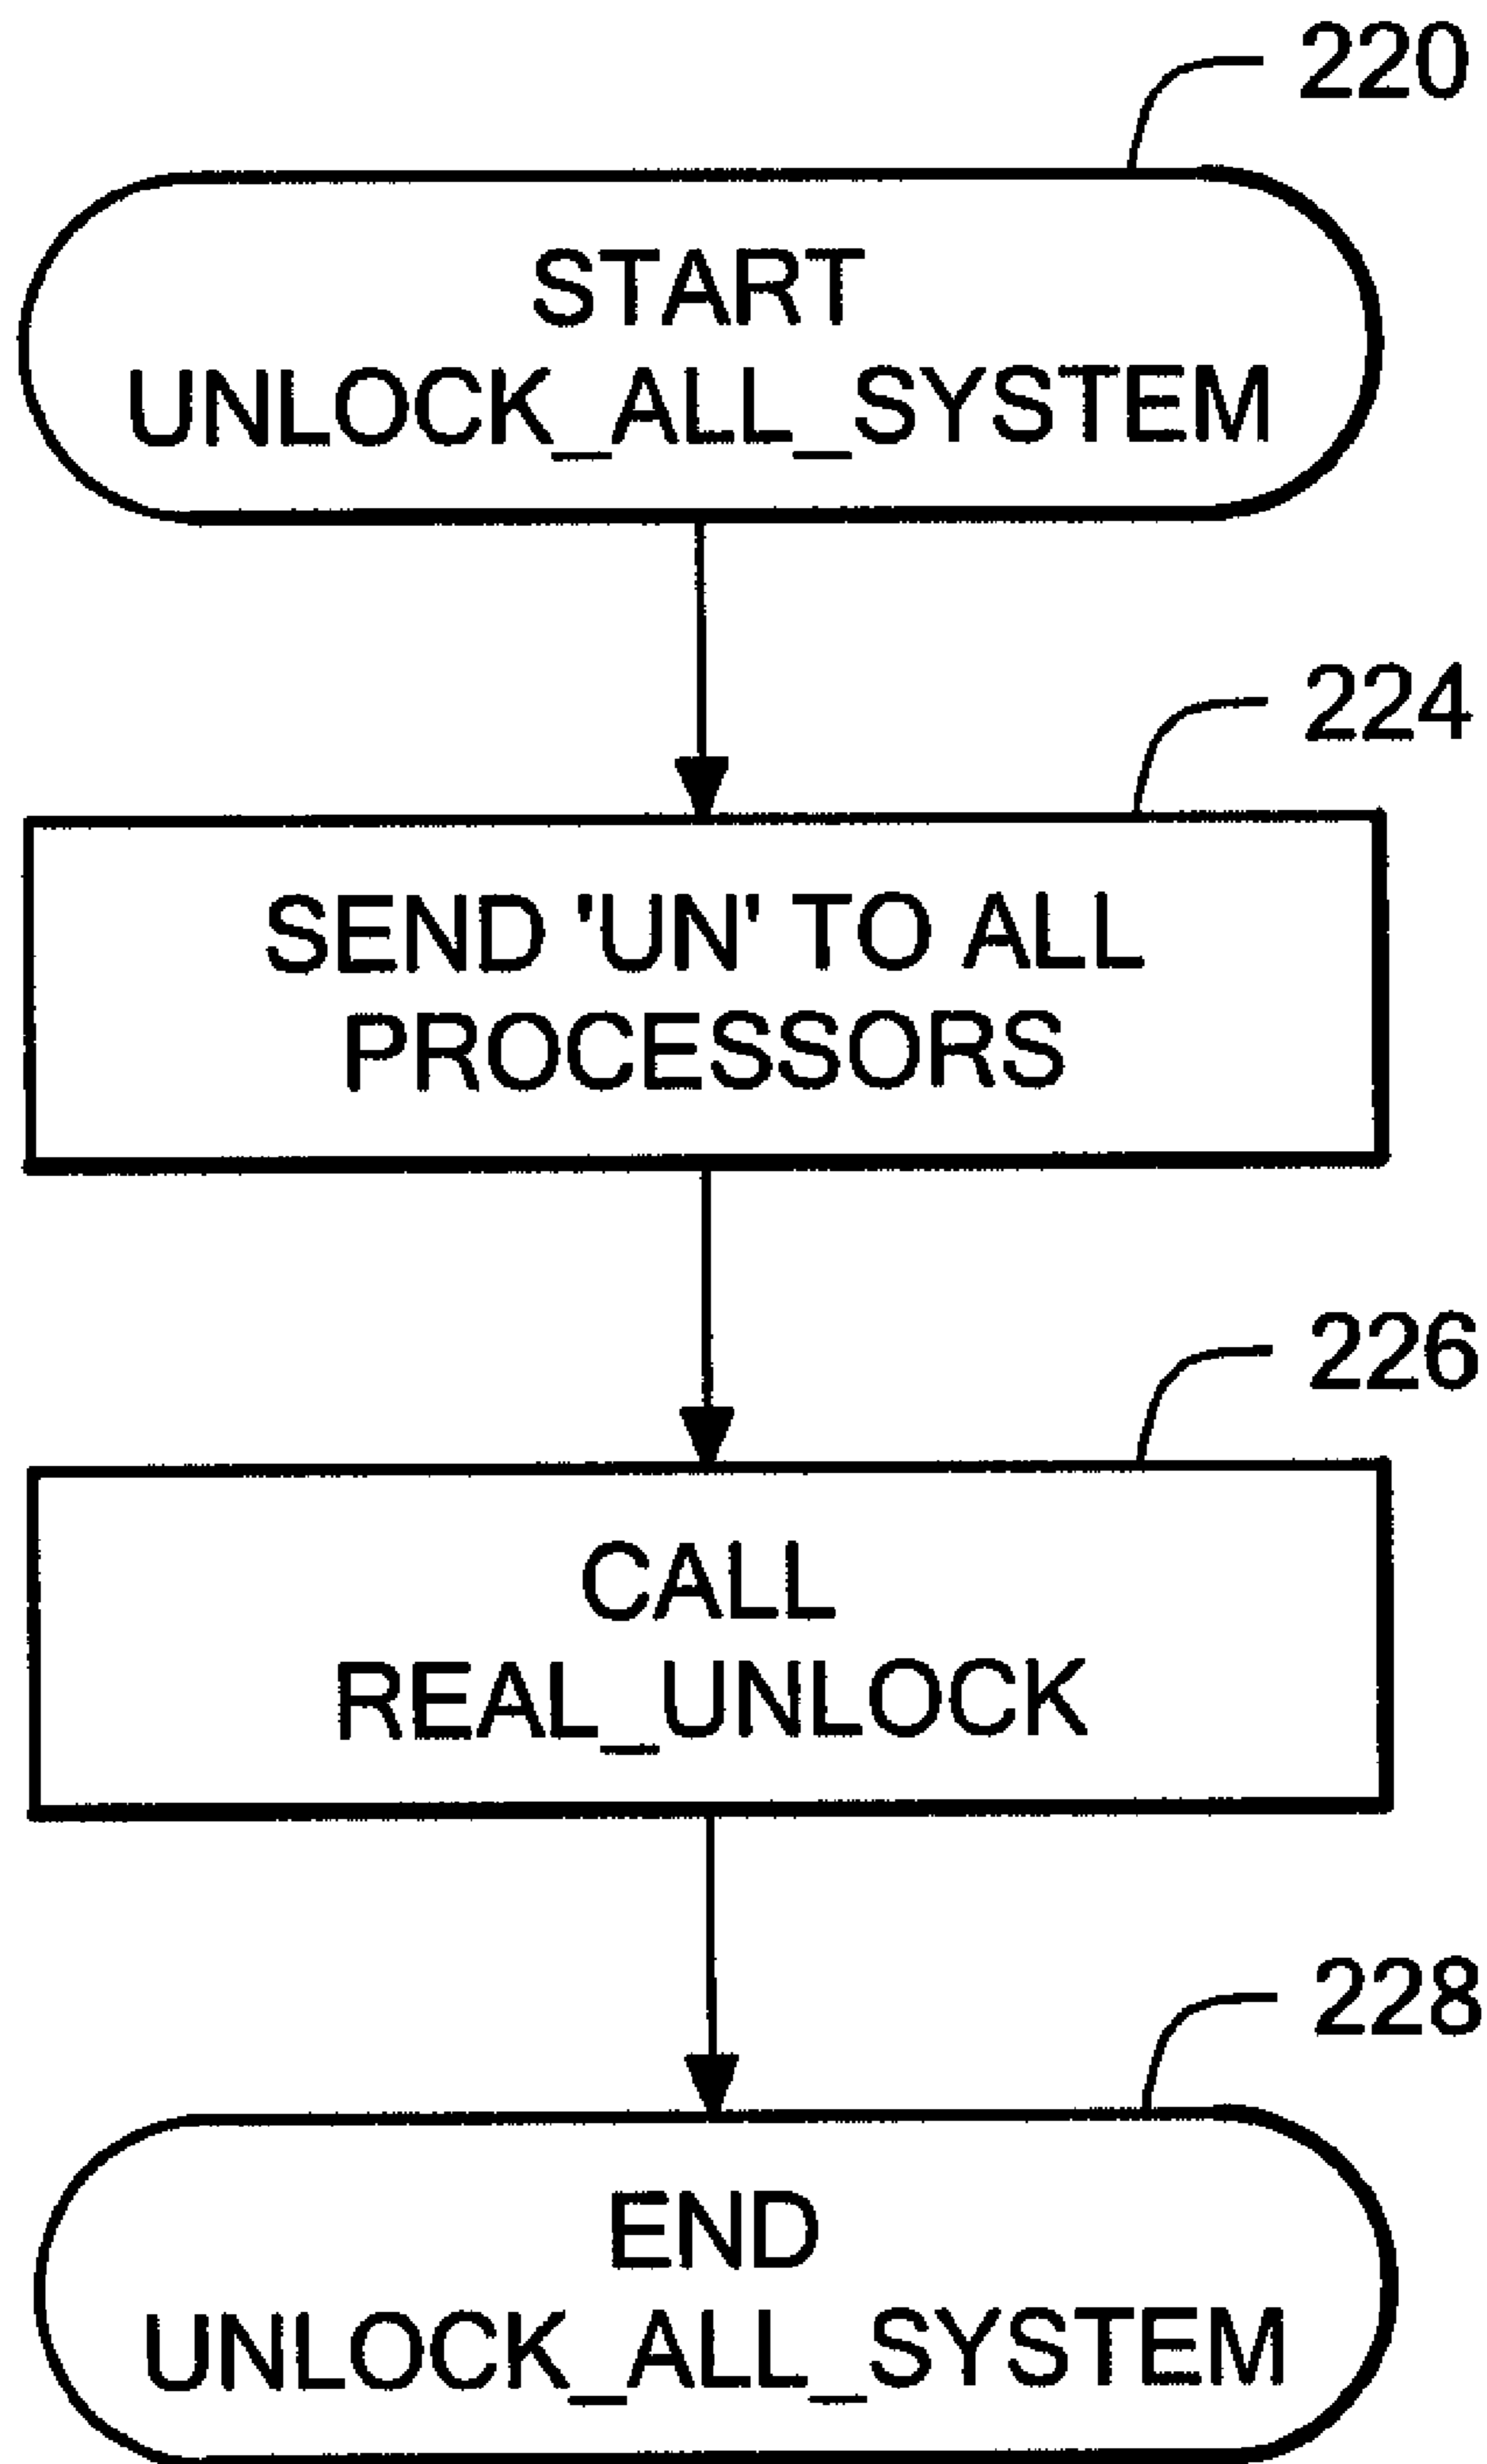 220
START
UNLOCK_ALL_SYSTEM
224
SEND 'UN' TO ALL
PROCESSORS
226
CALL
REAL_UNLOCK
228
END
UNLOCK_ALL_SYSTEM